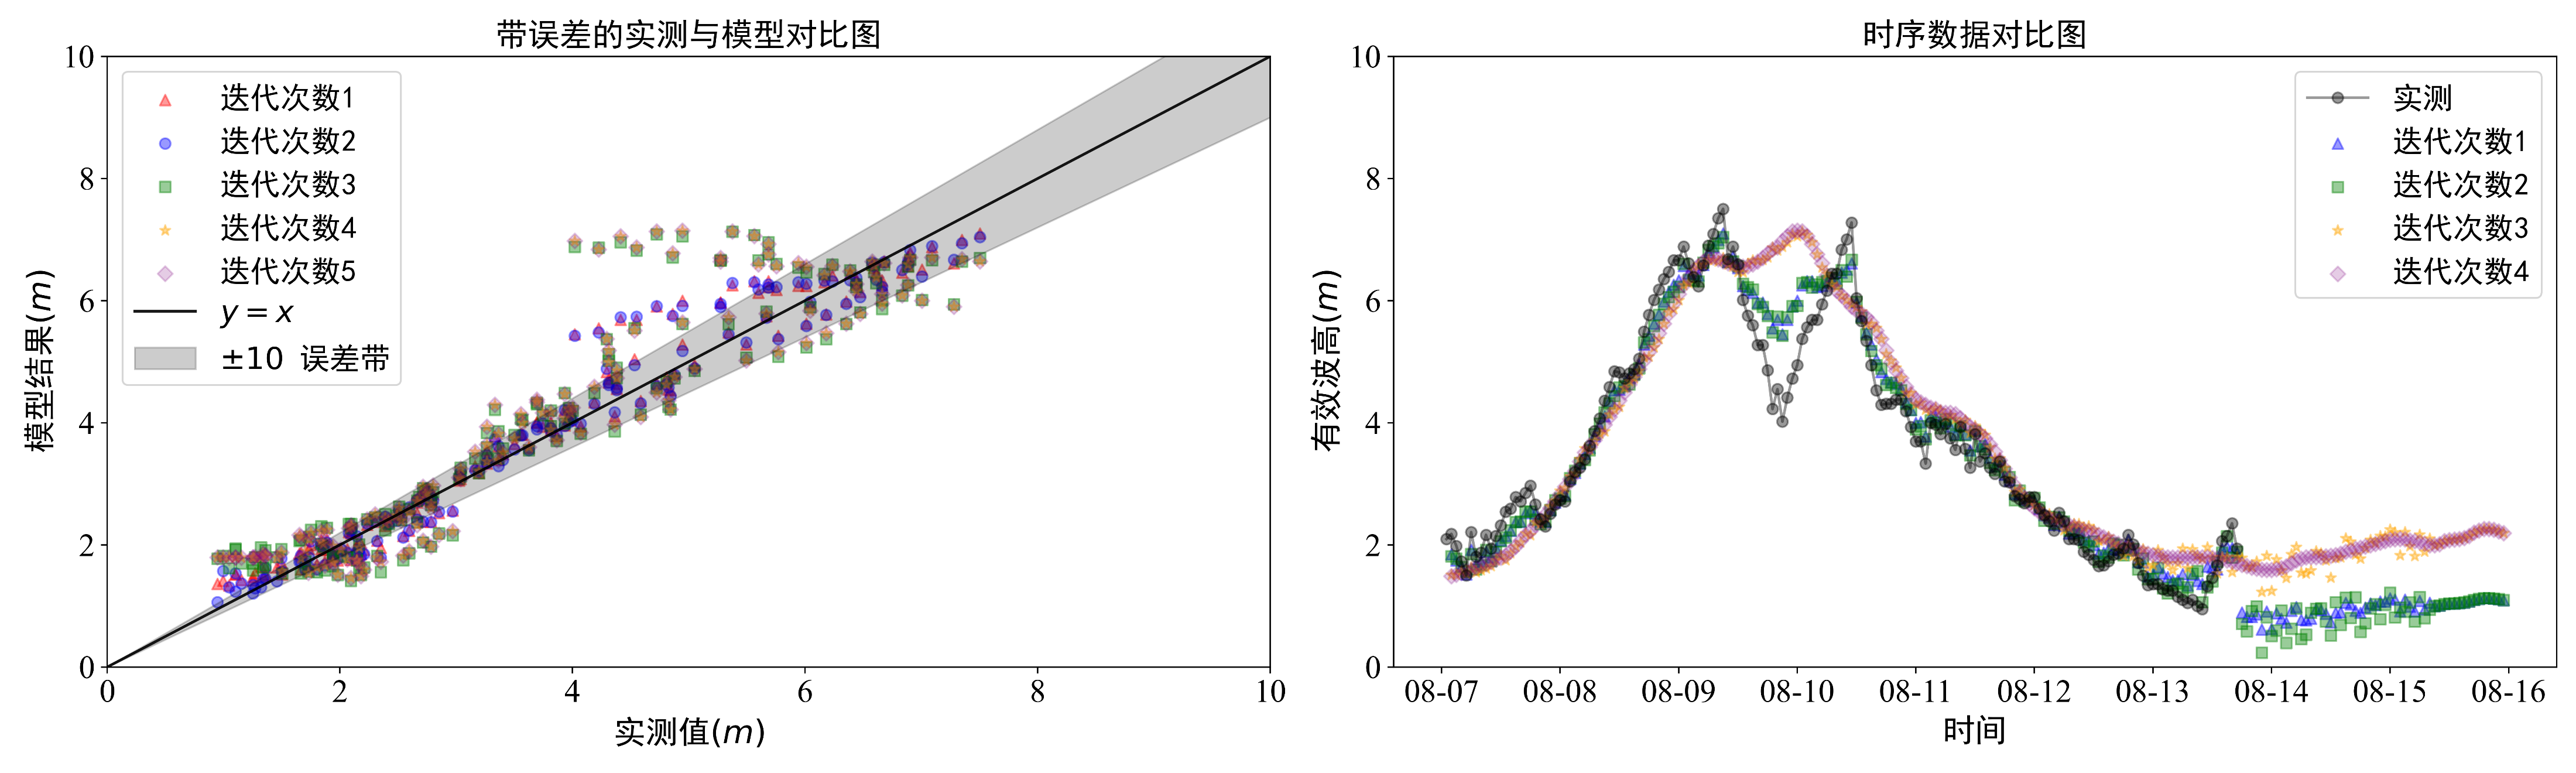 带误差的实测与模型对比图
10
8
6
4
2
0
模型结果(m)
迭代次数1
迭代次数2
迭代次数3
迭代次数4
迭代次数5
y = x
±10 误差带
0 2 4 6 8 10
实测值(m)
时序数据对比图
10
8
6
4
2
0
有效波高(m)
实测
迭代次数1
迭代次数2
迭代次数3
迭代次数4
08-07 08-08 08-09 08-10 08-11 08-12 08-13 08-14 08-15 08-16
时间